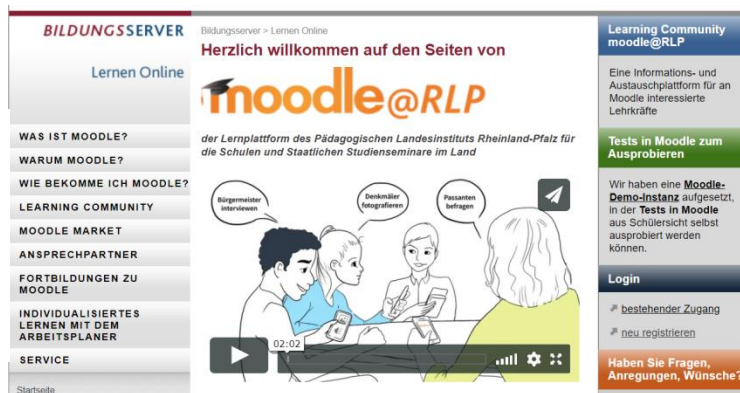 BILDUNGSSERVER
Lernen Online
WAS IST MOODLE?
WARUM MOODLE?
WIE BEKOMME ICH MOODLE?
LEARNING COMMUNITY
MOODLE MARKET
ANSPRECHPARTNER
FORTBILDUNGEN ZU
MOODLE
INDIVIDUALISIERTES
LERNEN MIT DEM
ARBEITSPLANER
SERVICE
Startseite
Bildungsserver > Lernen Online
Herzlich willkommen auf den Seiten von
moodle@RLP
der Lernplattform des Pädagogischen Landesinstituts Rheinland-Pfalz für
die Schulen und Staatlichen Studienseminare im Land
Bürgermeister
interviewen
Denkmäler
fotografieren
Passanten
befragen
02:02
Learning Community
moodle@RLP
Eine Informations- und
Austauschplattform für an
Moodle interessierte
Lehrkräfte
Tests in Moodle zum
Ausprobieren
Wir haben eine Moodle-
Demo-Instanz aufgesetzt,
in der Tests in Moodle
aus Schülersicht selbst
ausprobiert werden
können.
Login
bestehender Zugang
neu registrieren
Haben Sie Fragen,
Anregungen, Wünsche?